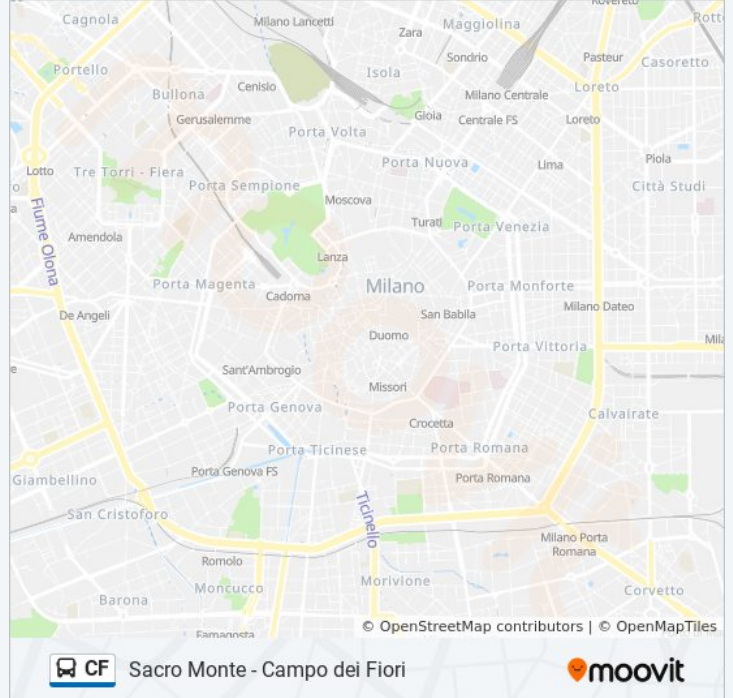 Rovereto
Cagnola
Milano Lancetti
Maggiolina
Rott
Zara
Portello
Isola
Sondrio
Pasteur
Casoretto
Bullona
Cenisio
Milano Centrale
Loreto
Gerusalemme
Porta Volta
Gioia
Centrale FS
Loreto
Lotto
Tre Torri - Fiera
Porta Nuova
Lima
Piola
Porta Sempione
Città Studi
o
Moscova
a
Fiume Olona
Turati
Porta Venezia
Amendola
Lanza
Porta Magenta
Cadorna
Milano
Porta Monforte
De Angeli
San Babila
Milano Dateo
Duomo
Porta Vittoria
Mila
e
Sant'Ambrogio
Missori
Porta Genova
Crocetta
Calvairate
Porta Ticinese
Porta Romana
Giambellino
Porta Genova FS
Porta Romana
San Cristoforo
Ticinello
Milano Porta
Romana
Romolo
Moncucco
Morivione
Corvetto
Barona
Famagosta
© OpenStreetMap contributors | © OpenMapTiles
CF Sacro Monte - Campo dei Fiori
moovit